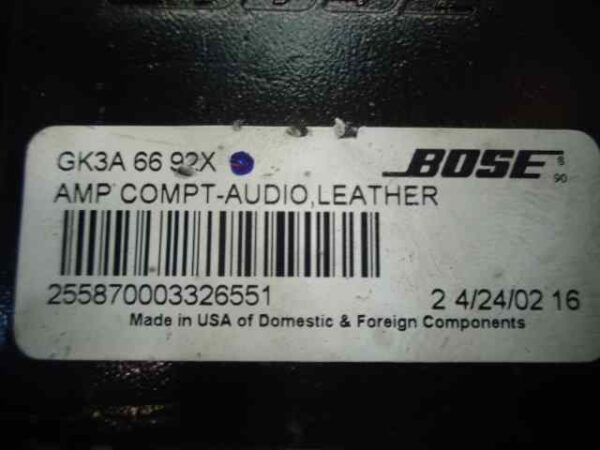 GK3A 66 92X
BOSE
S
90
AMP COMPT-AUDIO, LEATHER
255870003326551
2 4/24/02 16
Made in USA of Domestic & Foreign Components